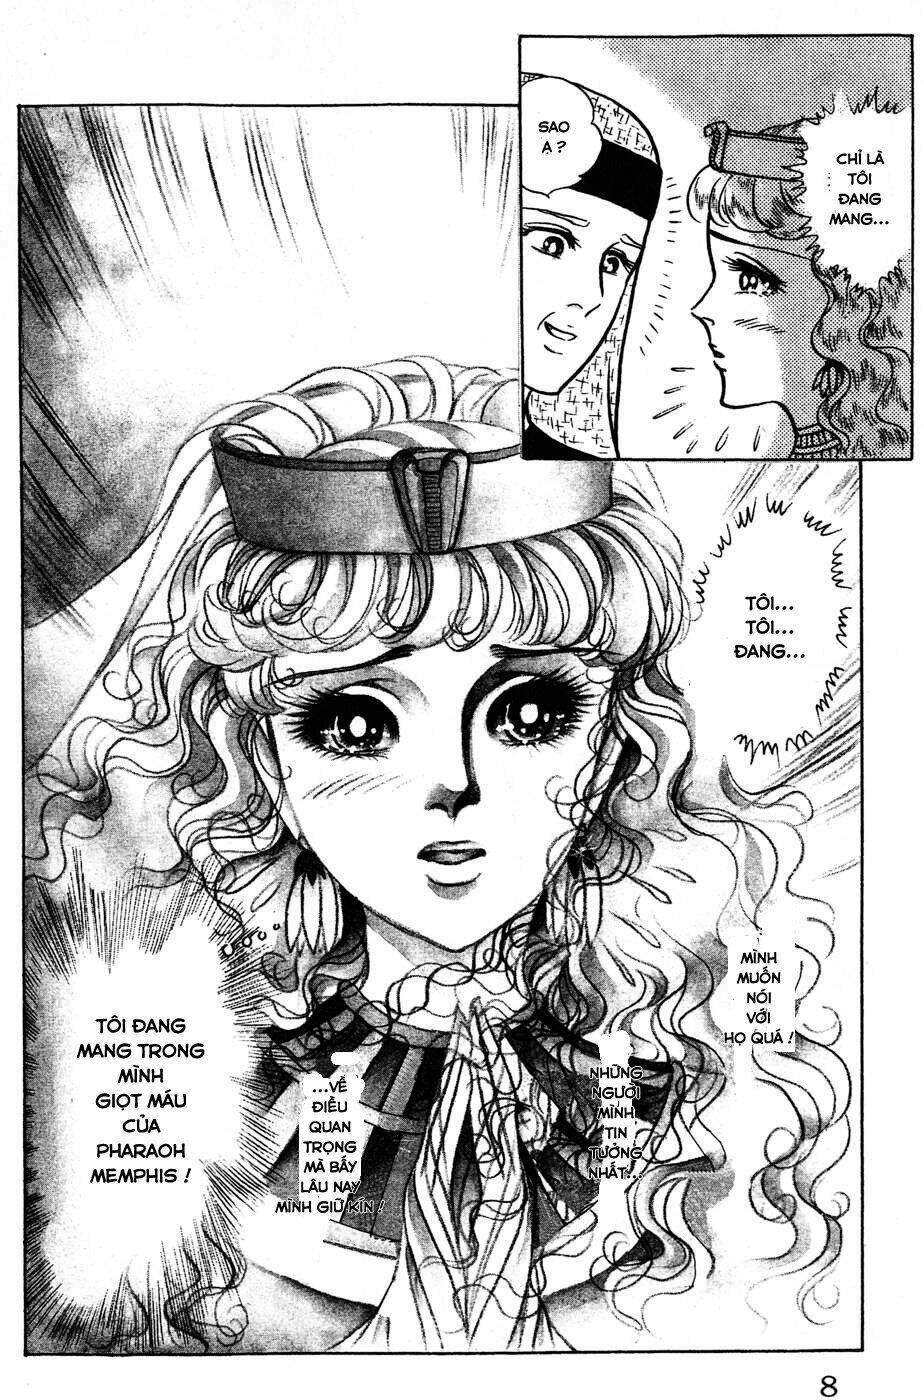 CHỈ LÀ
TÔI
ĐANG
MANG...
SAO
Ạ ?
TÔI...
TÔI...
ĐANG...
MÌNH
MUỐN
NÓI
VỚI
HỌ QUÁ !
NHỮNG
NGƯỜI
MÌNH
TIN
TƯỞNG
NHẤT...
...VỀ
ĐIỀU
QUAN
TRỌNG
MÀ BẤY
LÂU NAY
MÌNH GIỮ KÍN !
TÔI ĐANG
MANG TRONG
MÌNH
GIỌT MÁU
CỦA
PHARAOH
MEMPHIS !
8